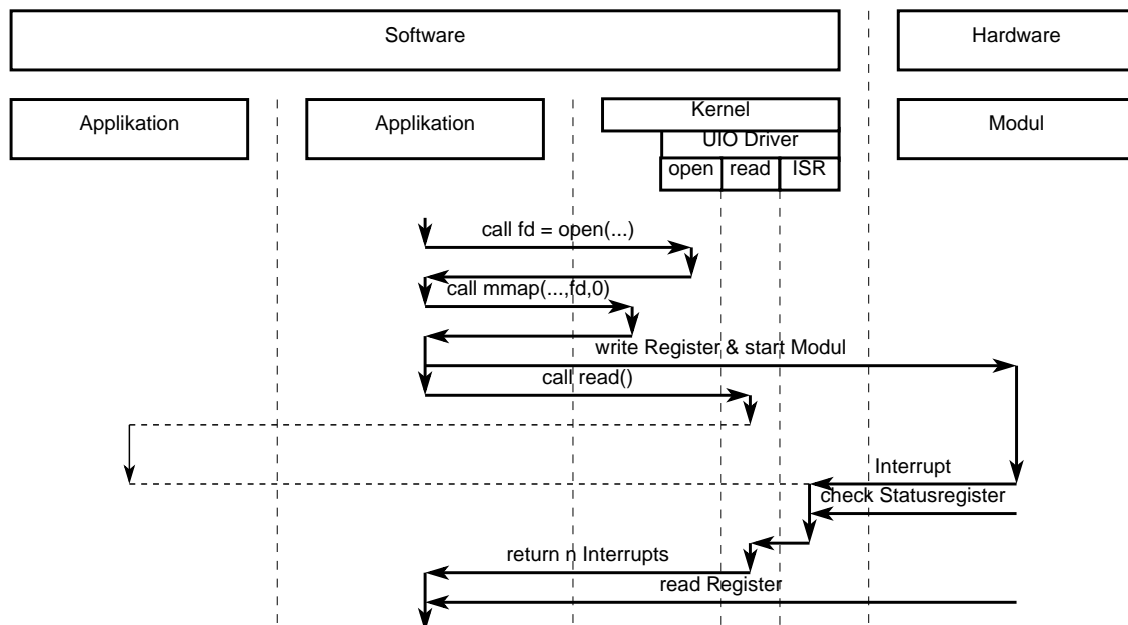 Software
Hardware
Applikation
Applikation
Kernel
Modul
UIO Driver
open
read
ISR
call fd = open(...)
call mmap(...,fd,0)
write Register & start Modul
call read()
Interrupt
check Statusregister
return n Interrupts
read Register